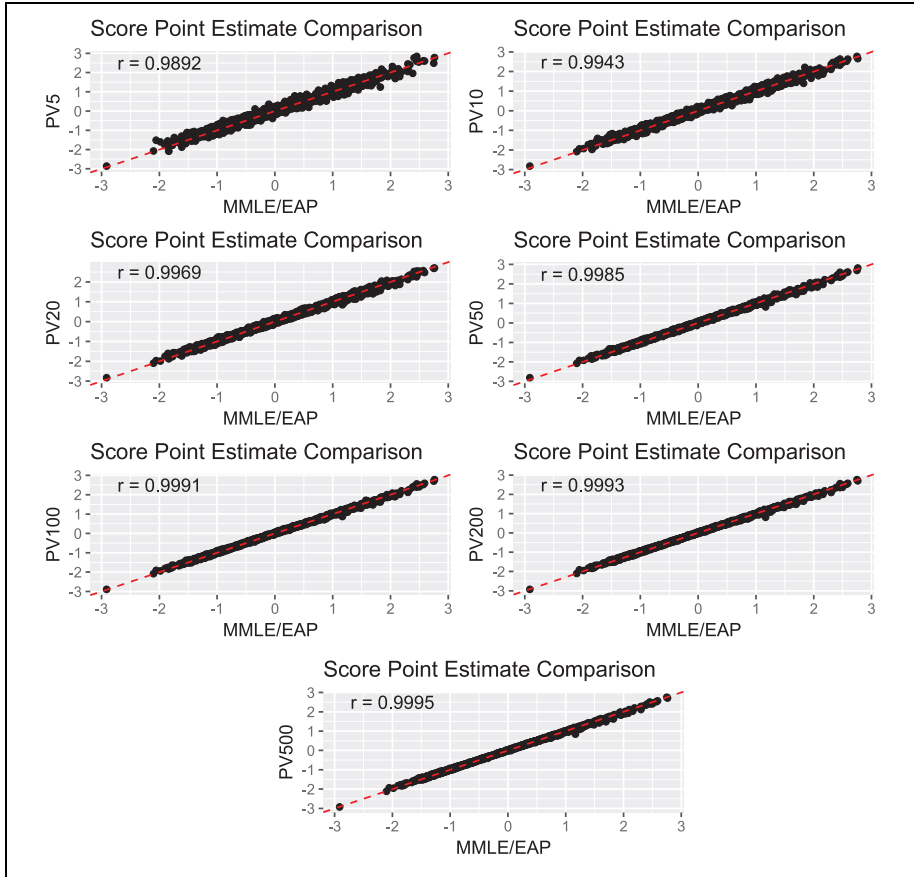 Score Point Estimate Comparison
r = 0.9892
PV5
3
2
1
0
-1
-2
-3
-3 -2 -1 0 1 2 3
MMLE/EAP
Score Point Estimate Comparison
r = 0.9943
PV10
3
2
1
0
-1
-2
-3
-3 -2 -1 0 1 2 3
MMLE/EAP
Score Point Estimate Comparison
r = 0.9969
PV20
2
1
0
-1
-2
-3
-3 -2 -1 0 1 2 3
MMLE/EAP
Score Point Estimate Comparison
r = 0.9985
PV50
3
2
1
0
-1
-2
-3
-3 -2 -1 0 1 2 3
MMLE/EAP
Score Point Estimate Comparison
r = 0.9991
PV100
3
2
1
0
-1
-2
-3
-3 -2 -1 0 1 2 3
MMLE/EAP
Score Point Estimate Comparison
r = 0.9993
PV200
3
2
1
0
-1
-2
-3
-3 -2 -1 0 1 2 3
MMLE/EAP
Score Point Estimate Comparison
r = 0.9995
PV500
3
2
1
0
-1
-2
-3
-3 -2 -1 0 1 2 3
MMLE/EAP